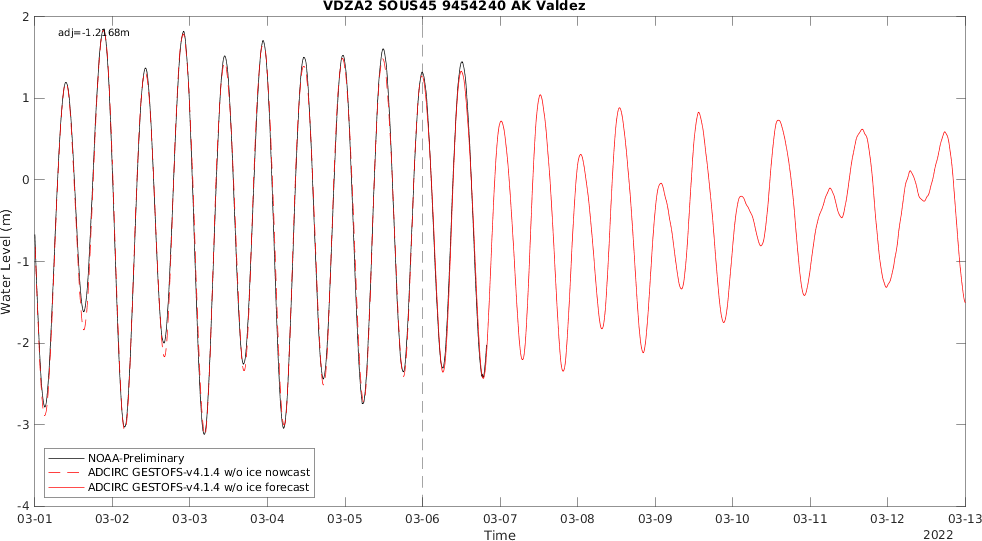 VDZA2 SOUS45 9454240 AK Valdez
adj=-1.2168m
2
1
0
-1
-2
-3
-4
Water Level (m)
NOAA-Preliminary
ADCIRC GESTOFS-v4.1.4 w/o ice nowcast
ADCIRC GESTOFS-v4.1.4 w/o ice forecast
03-01 03-02 03-03 03-04 03-05 03-06 03-07 03-08 03-09 03-10 03-11 03-12 03-13
Time
2022